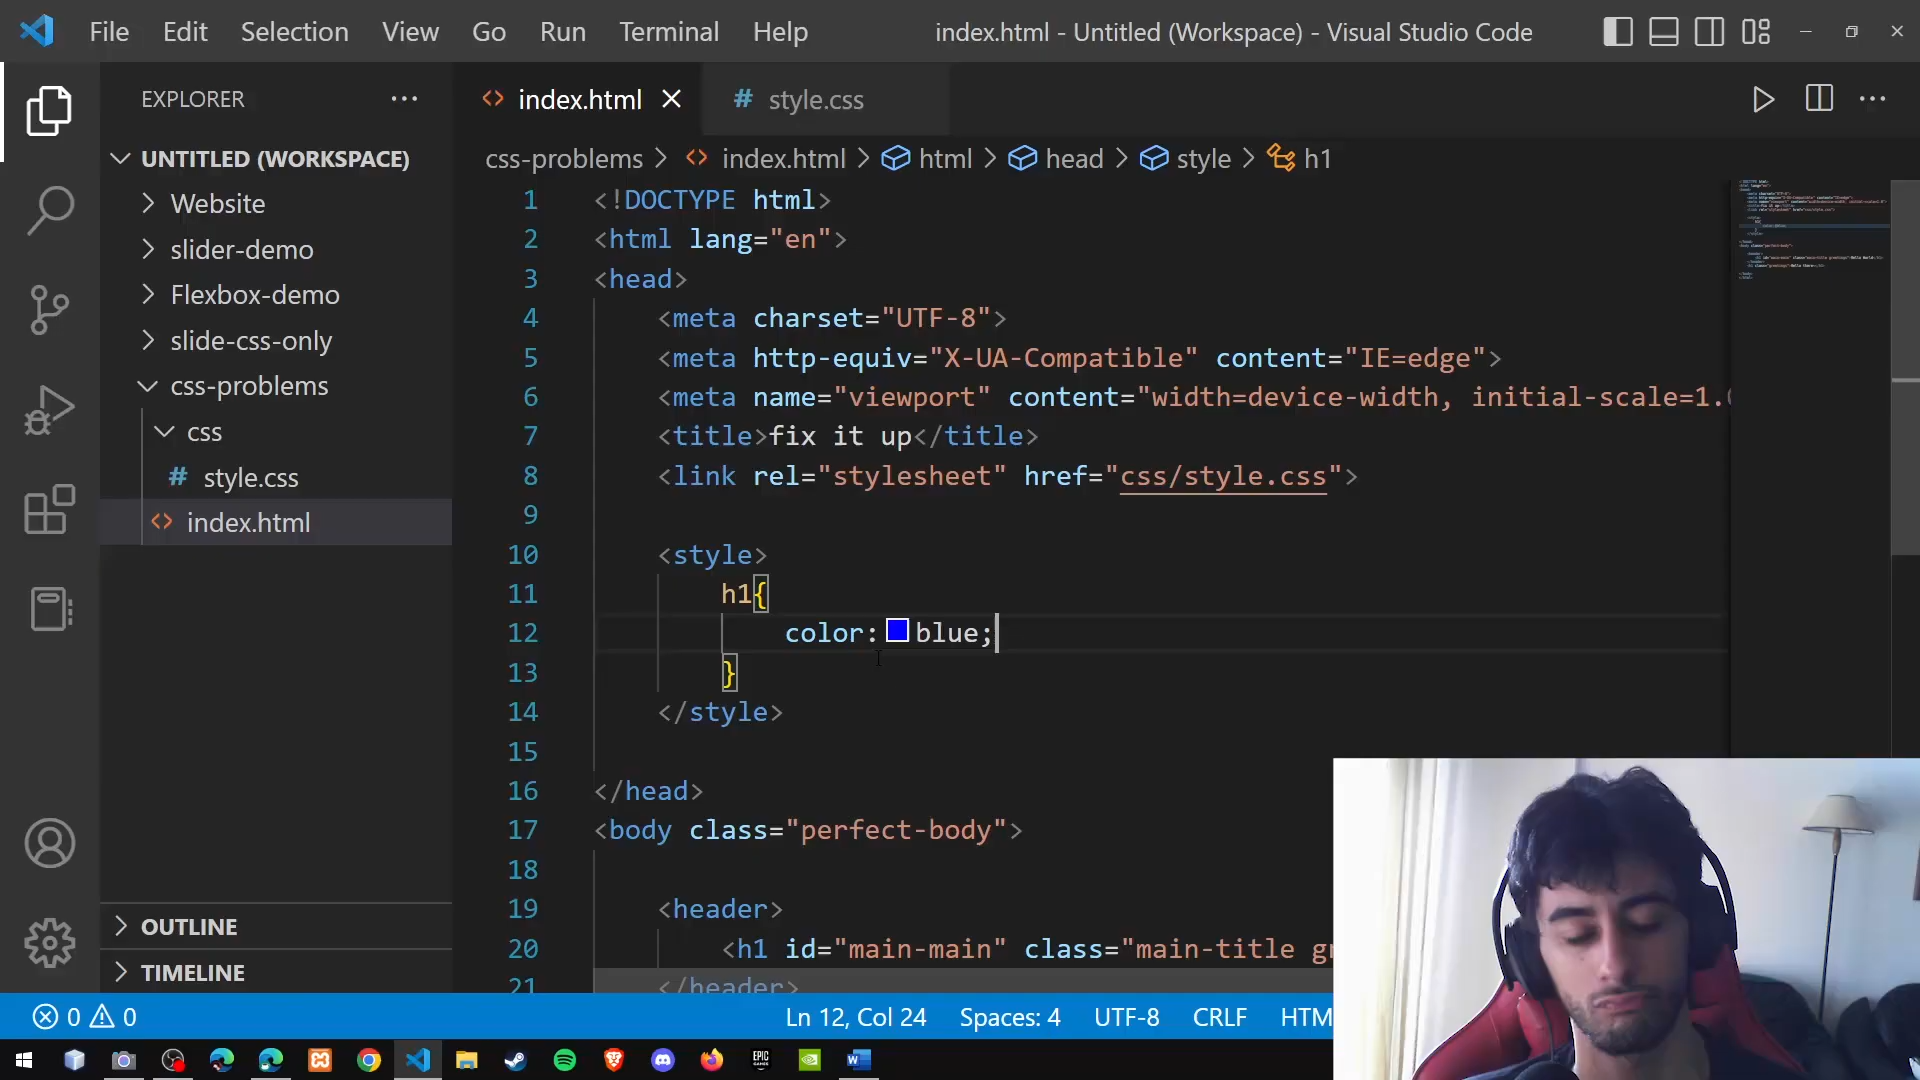 File Edit Selection View Go Run Terminal Help
index.html - Untitled (Workspace) - Visual Studio Code
EXPLORER
UNTITLED (WORKSPACE)
Website
slider-demo
Flexbox-demo
slide-css-only
css-problems
css
# style.css
<> index.html
OUTLINE
TIMELINE
<> index.html
# style.css
css-problems > <> index.html > html > head > style > h1
1 <!DOCTYPE html>
2 <html lang="en">
3 <head>
4 <meta charset="UTF-8">
5 <meta http-equiv="X-UA-Compatible" content="IE=edge">
6 <meta name="viewport" content="width=device-width, initial-scale=1.
7 <title>fix it up</title>
8 <link rel="stylesheet" href="css/style.css">
9
10 <style>
11 h1{
12 color: blue;
13 }
14 </style>
15
16 </head>
17 <body class="perfect-body">
18
19 <header>
20 <h1 id="main-main" class="main-title
21 </header>
0 0
Ln 12, Col 24 Spaces: 4 UTF-8 CRLF HTM
EPIC GAMES